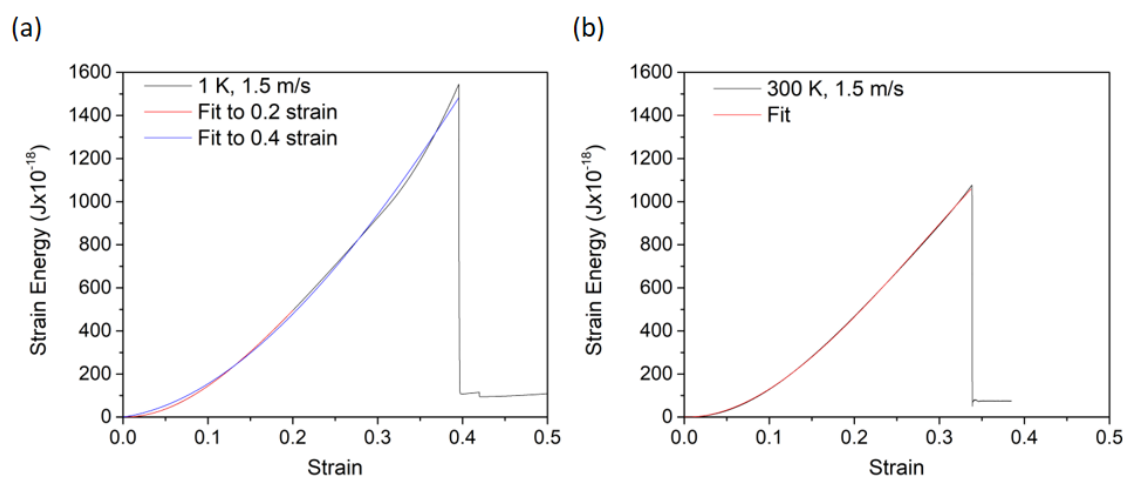 (a)
1600
1400
1200
1000
800
600
400
200
0
Strain Energy (Jx10⁻¹⁸)
1 K, 1.5 m/s
Fit to 0.2 strain
Fit to 0.4 strain
0.0 0.1 0.2 0.3 0.4 0.5
Strain
(b)
1600
1400
1200
1000
800
600
400
200
0
Strain Energy (Jx10⁻¹⁸)
300 K, 1.5 m/s
Fit
0.0 0.1 0.2 0.3 0.4 0.5
Strain